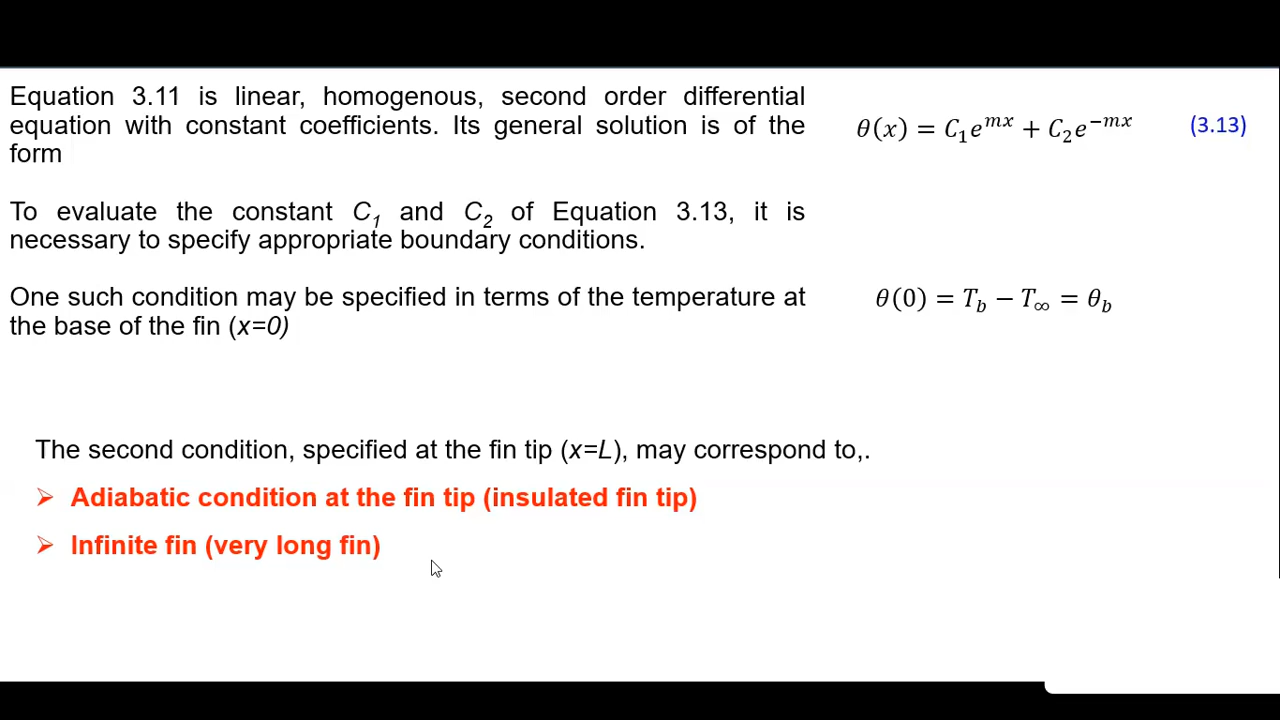 Equation 3.11 is linear, homogenous, second order differential
equation with constant coefficients. Its general solution is of the
form
θ(x) = C₁e^{mx} + C₂e^{−mx} (3.13)
To evaluate the constant C₁ and C₂ of Equation 3.13, it is
necessary to specify appropriate boundary conditions.
One such condition may be specified in terms of the temperature at
the base of the fin (x=0)
θ(0) = T_b − T_∞ = θ_b
The second condition, specified at the fin tip (x=L), may correspond to,.
➢ Adiabatic condition at the fin tip (insulated fin tip)
➢ Infinite fin (very long fin)